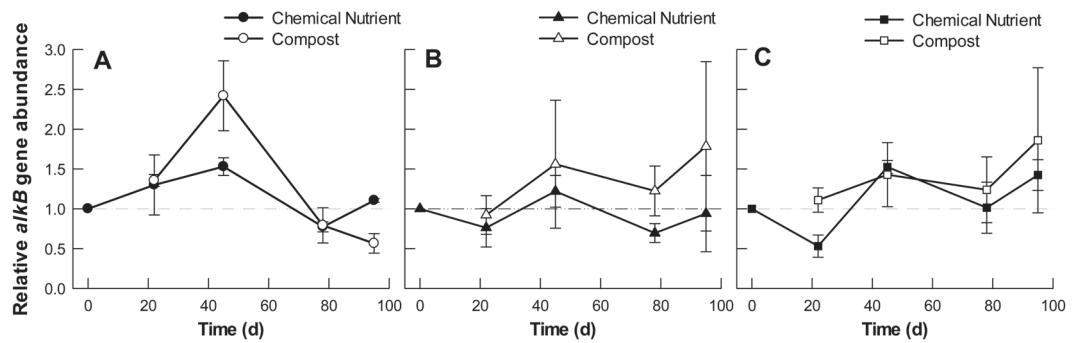 Chemical Nutrient
Compost
Chemical Nutrient
Compost
Chemical Nutrient
Compost
Relative alkB gene abundance
3.0
2.5
2.0
1.5
1.0
0.5
0.0
A
B
C
0 20 40 60 80 100
0 20 40 60 80 100
0 20 40 60 80 100
Time (d)
Time (d)
Time (d)